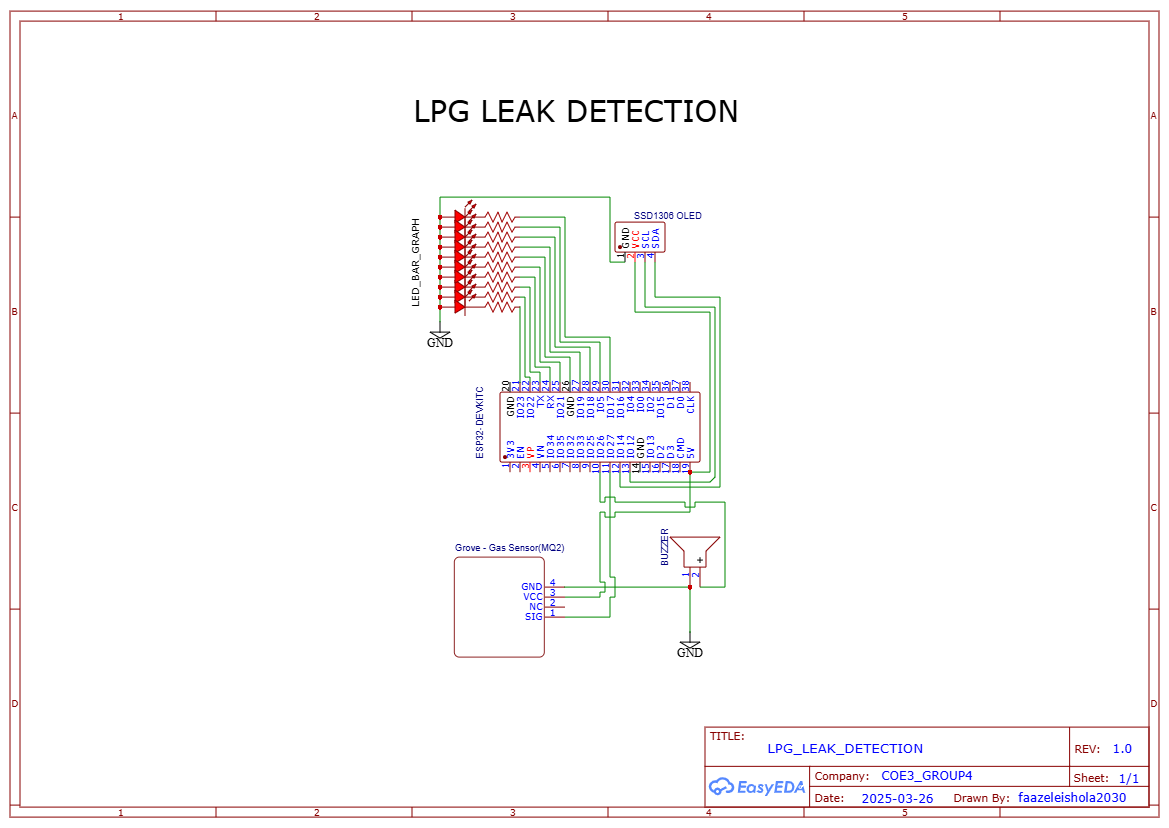 1 2 3 4 5
A A
LPG LEAK DETECTION
SSD1306 OLED
LED_BAR_GRAPH
GND VCC SCL SDA
1 2 3 4
B B
GND
ESP32-DEVKITC
20 21 22 23 24 25 26 27 28 29 30 31 32 33 34 35 36 37 38
GND IO23 IO22 TX RX IO21 GND IO19 IO18 IO5 IO17 IO16 IO4 IO0 IO2 IO15 D1 D0 CLK
3V3 EN VP VN IO34 IO35 IO32 IO33 IO25 IO26 IO27 IO14 IO12 GND IO13 D2 D3 CMD 5V
1 2 3 4 5 6 7 8 9 10 11 12 13 14 15 16 17 18 19
C C
BUZZER
+
1 2
Grove - Gas Sensor(MQ2)
GND 4
VCC 3
NC 2
SIG 1
GND
D D
TITLE:
LPG_LEAK_DETECTION
REV: 1.0
EasyEDA
Company: COE3_GROUP4
Sheet: 1/1
Date: 2025-03-26 Drawn By: faazeleishola2030
1 2 3 4 5